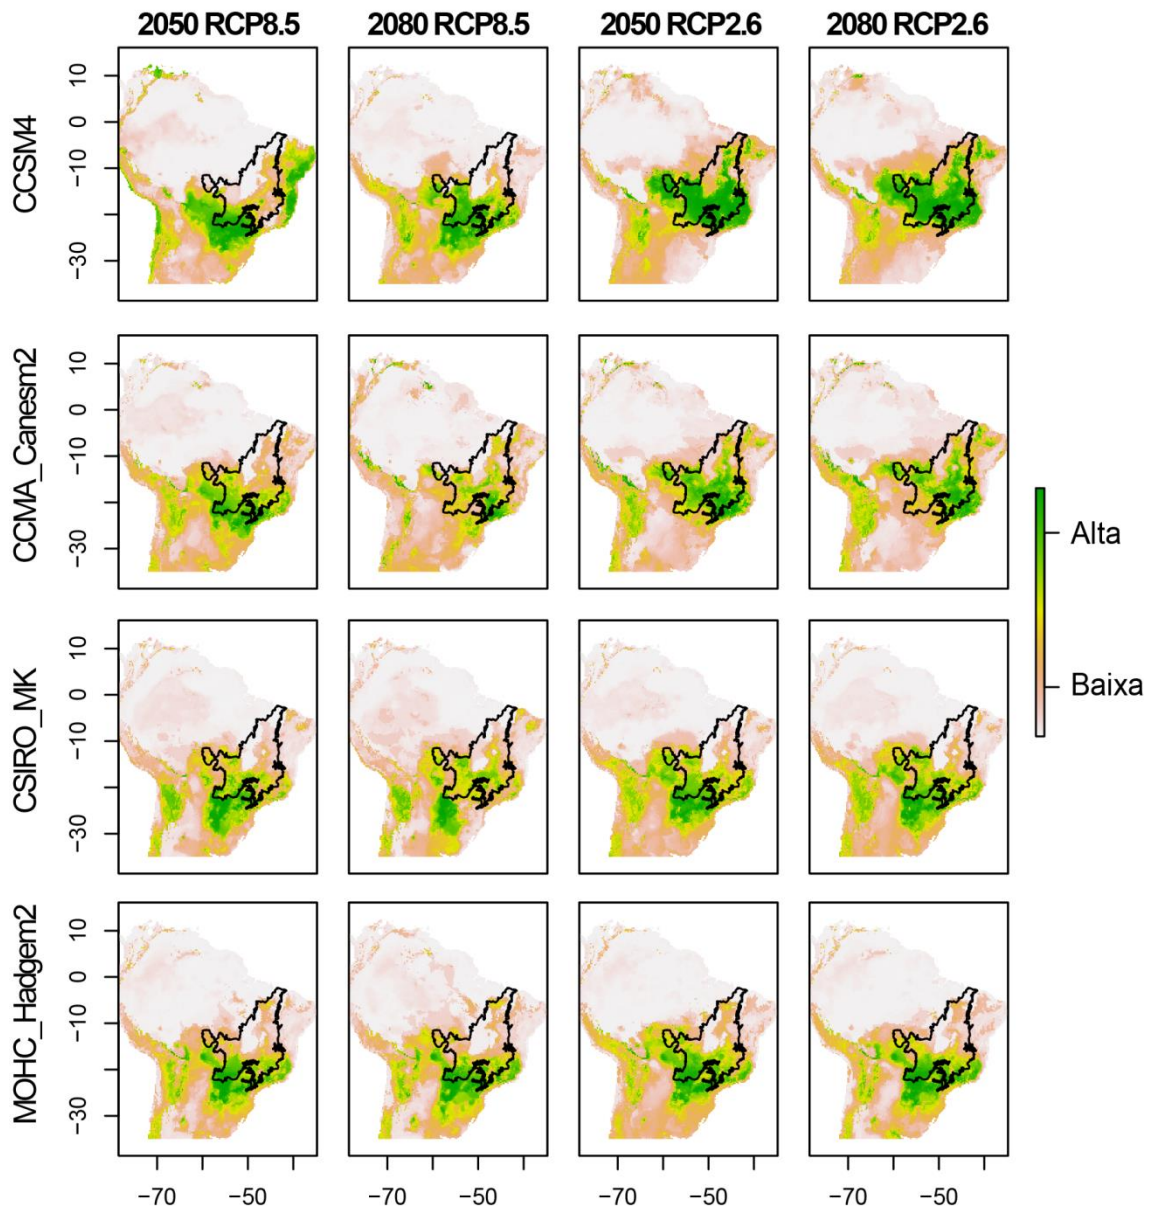 2050 RCP8.5 2080 RCP8.5 2050 RCP2.6 2080 RCP2.6
CCSM4
10
0
−10
−30
CCMA_Canesm2
10
0
−10
−30
Alta
Baixa
CSIRO_MK
10
0
−10
−30
MOHC_Hadgem2
10
0
−10
−30
−70 −50 −70 −50 −70 −50 −70 −50